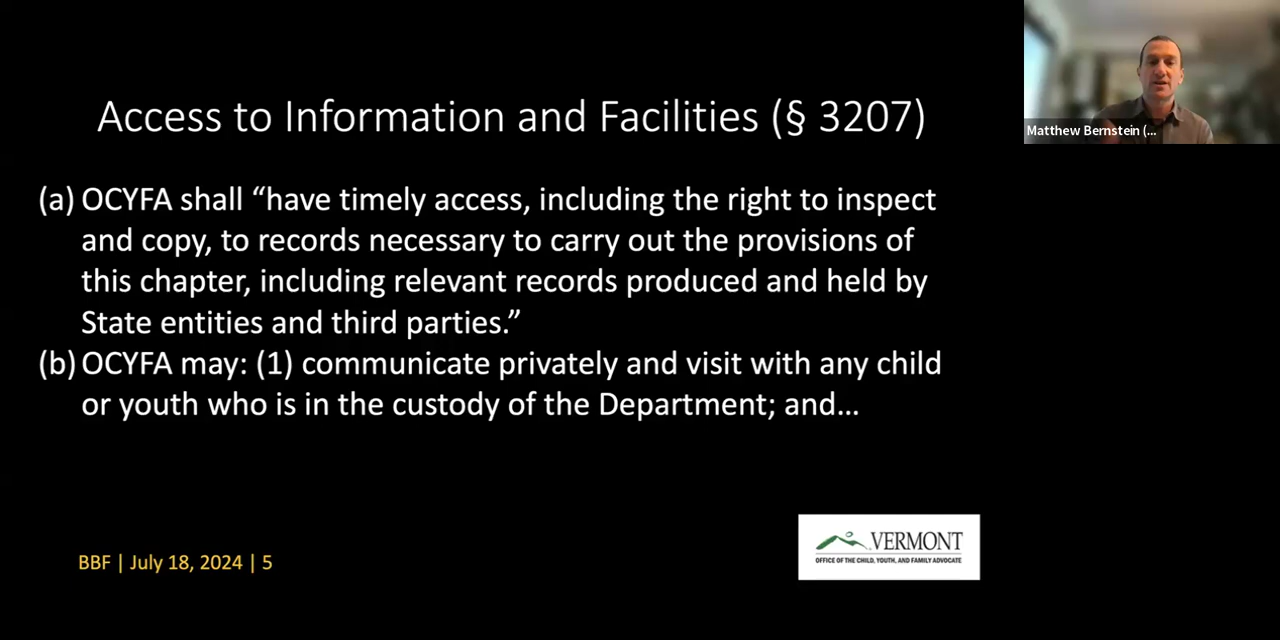 Access to Information and Facilities (§ 3207)
(a) OCYFA shall “have timely access, including the right to inspect
and copy, to records necessary to carry out the provisions of
this chapter, including relevant records produced and held by
State entities and third parties.”
(b) OCYFA may: (1) communicate privately and visit with any child
or youth who is in the custody of the Department; and…
BBF | July 18, 2024 | 5
VERMONT
OFFICE OF THE CHILD, YOUTH, AND FAMILY ADVOCATE
Matthew Bernstein (...